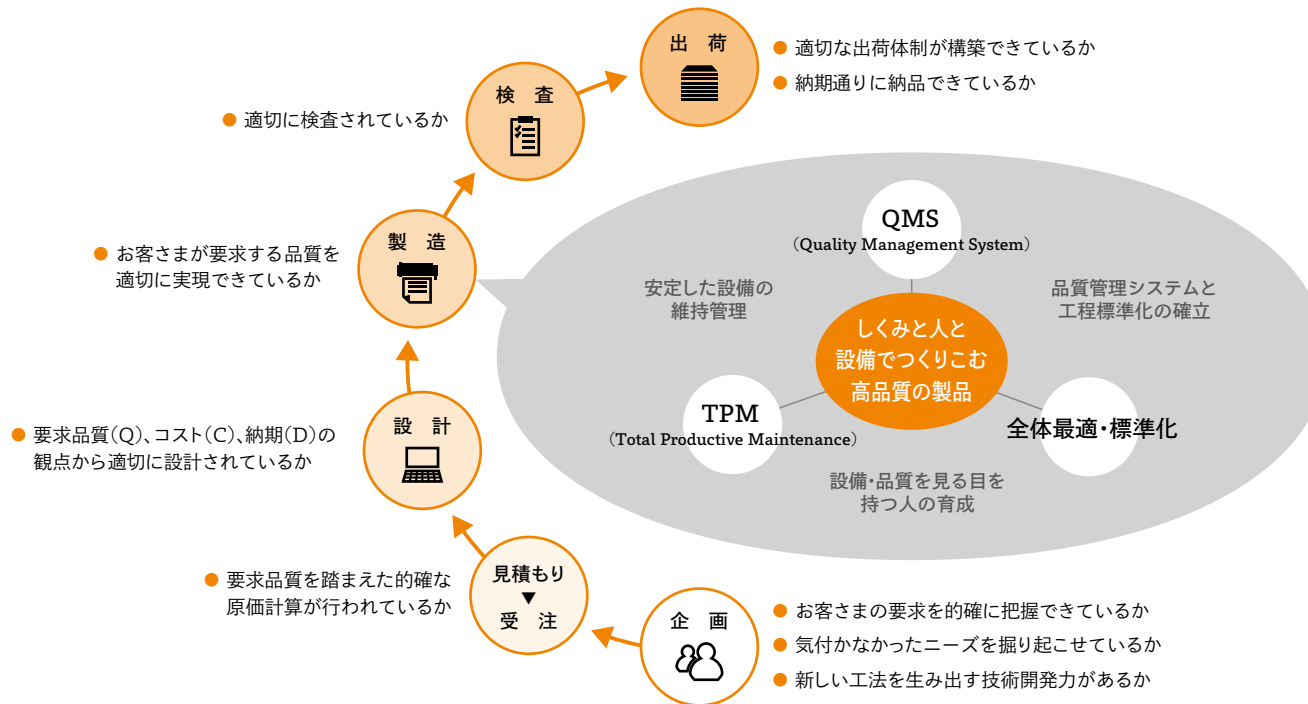 出 荷
● 適切な出荷体制が構築できているか
● 納期通りに納品できているか
検 査
● 適切に検査されているか
製 造
● お客さまが要求する品質を
適切に実現できているか
QMS
(Quality Management System)
安定した設備の
維持管理
品質管理システムと
工程標準化の確立
しくみと人と
設備でつくりこむ
高品質の製品
TPM
(Total Productive Maintenance)
全体最適・標準化
設備・品質を見る目を
持つ人の育成
設 計
● 要求品質(Q)、コスト(C)、納期(D)の
観点から適切に設計されているか
見積もり
▼
受 注
● 要求品質を踏まえた的確な
原価計算が行われているか
企 画
● お客さまの要求を的確に把握できているか
● 気付かなかったニーズを掘り起こせているか
● 新しい工法を生み出す技術開発力があるか